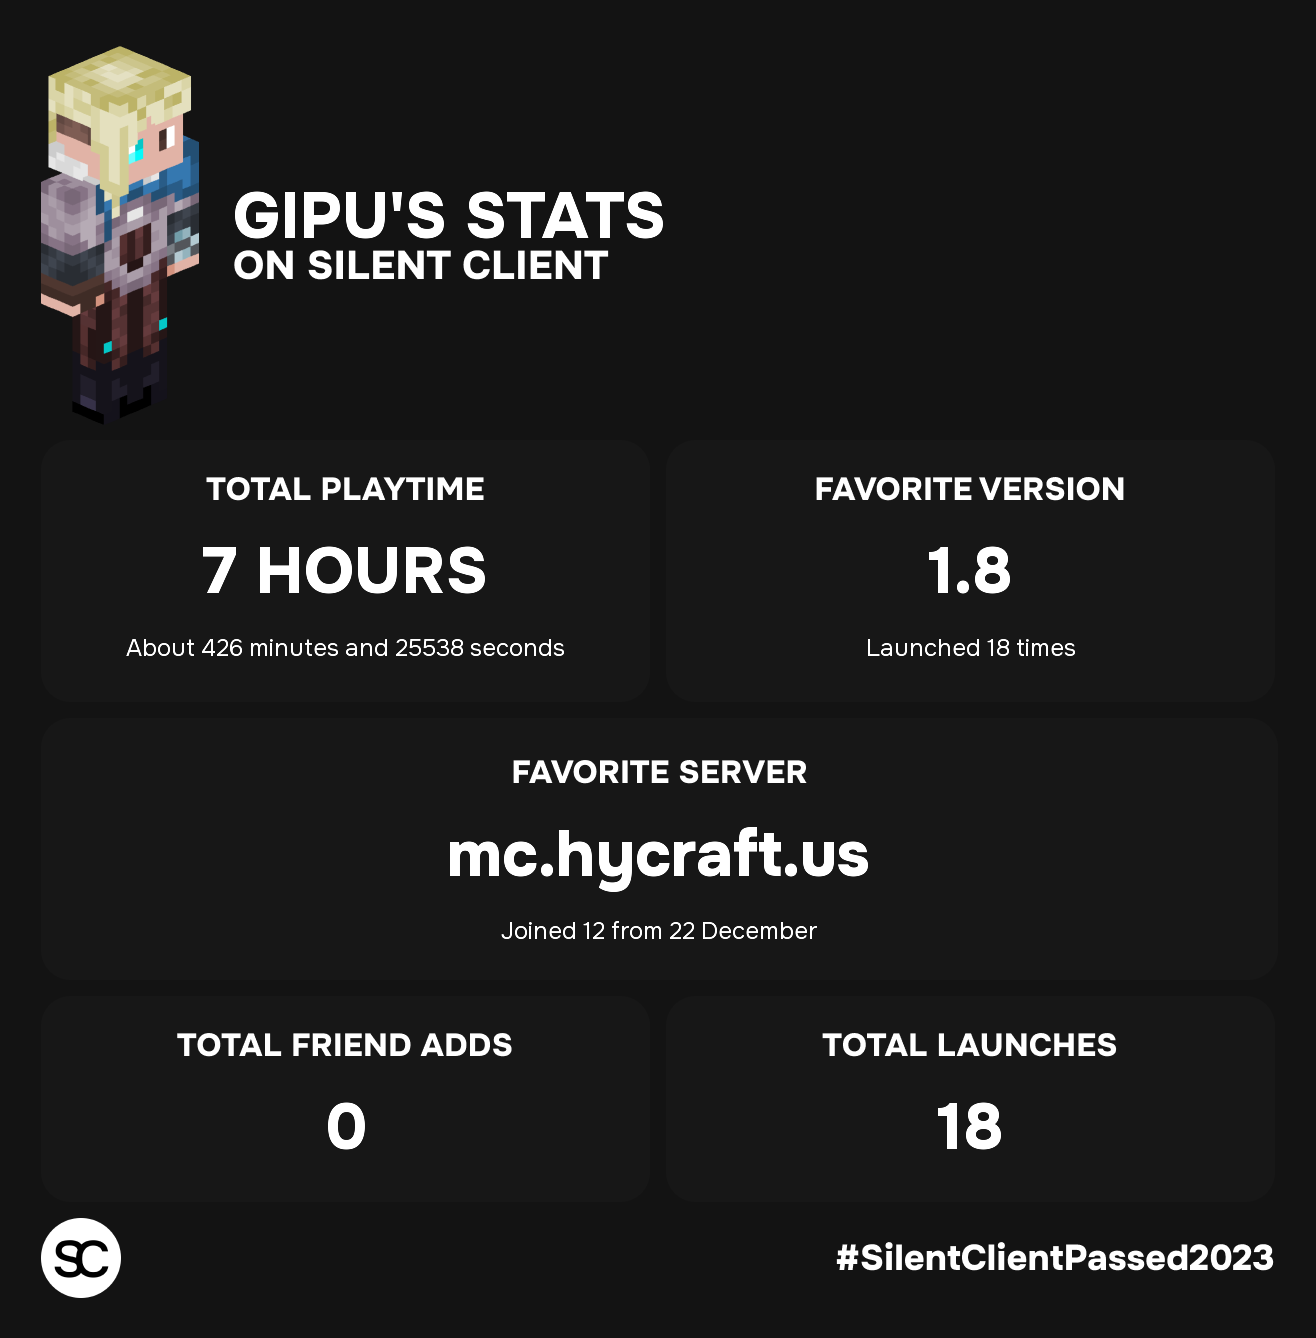 GIPU'S STATS
ON SILENT CLIENT
TOTAL PLAYTIME
7 HOURS
About 426 minutes and 25538 seconds
FAVORITE VERSION
1.8
Launched 18 times
FAVORITE SERVER
mc.hycraft.us
Joined 12 from 22 December
TOTAL FRIEND ADDS
0
TOTAL LAUNCHES
18
SC
#SilentClientPassed2023